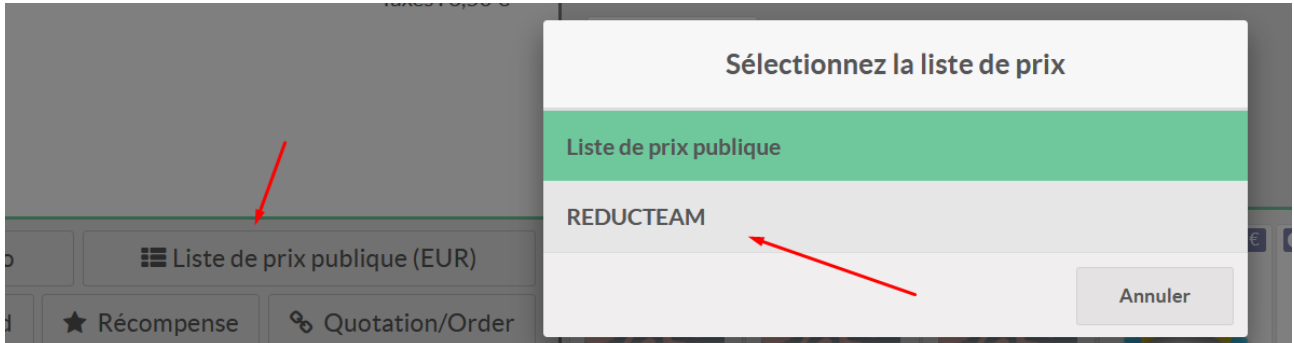 Sélectionnez la liste de prix
Liste de prix publique
REDUCTEAM
Annuler
Liste de prix publique (EUR)
Récompense
Quotation/Order
€